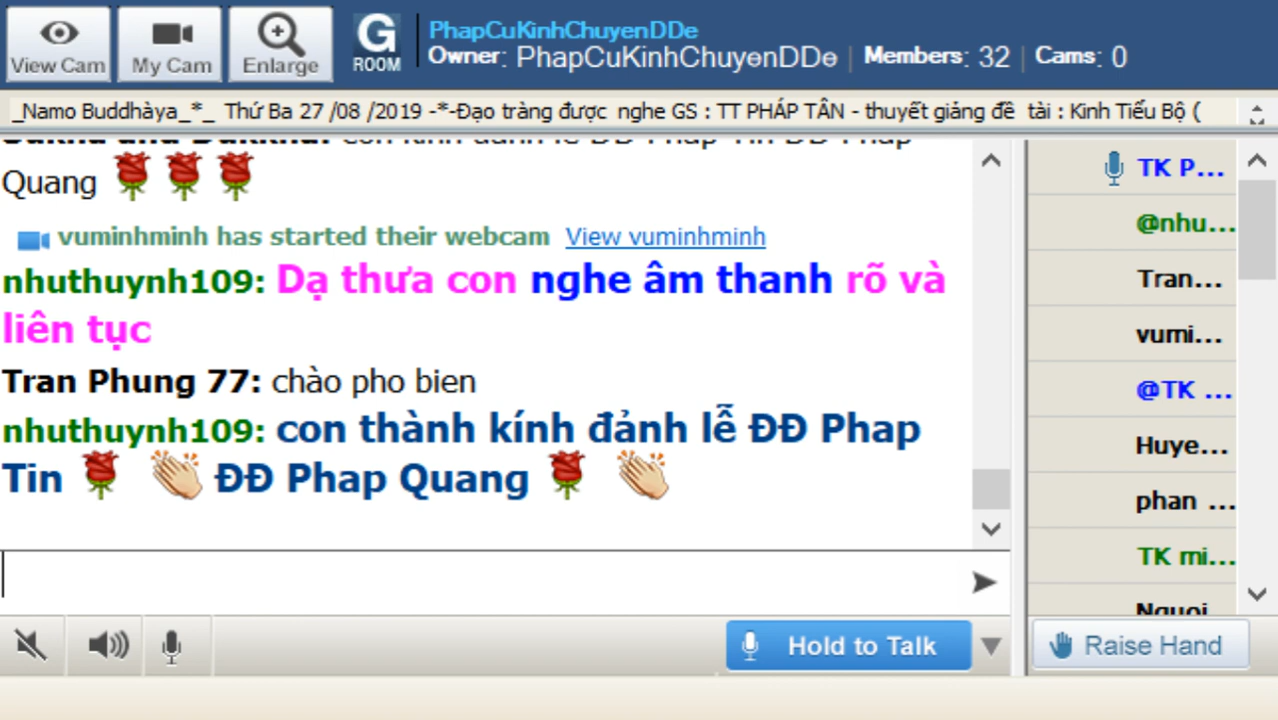 View Cam
My Cam
Enlarge
G
ROOM
PhapCuKinhChuyenDDe
Owner: PhapCuKinhChuyenDDe | Members: 32 | Cams: 0
_Namo Buddhàya_*_ Thứ Ba 27 /08 /2019 -*-Đạo tràng được nghe GS : TT PHÁP TÂN - thuyết giảng đề tài : Kinh Tiểu Bộ (
Quang
vuminhminh has started their webcam View vuminhminh
nhuthuynh109: Dạ thưa con nghe âm thanh rõ và
liên tục
Tran Phung 77: chào pho bien
nhuthuynh109: con thành kính đảnh lễ ĐĐ Phap
Tin ĐĐ Phap Quang
TK P...
@nhu...
Tran...
vumi...
@TK ...
Huye...
phan ...
TK mi...
Nguoi
Hold to Talk
Raise Hand